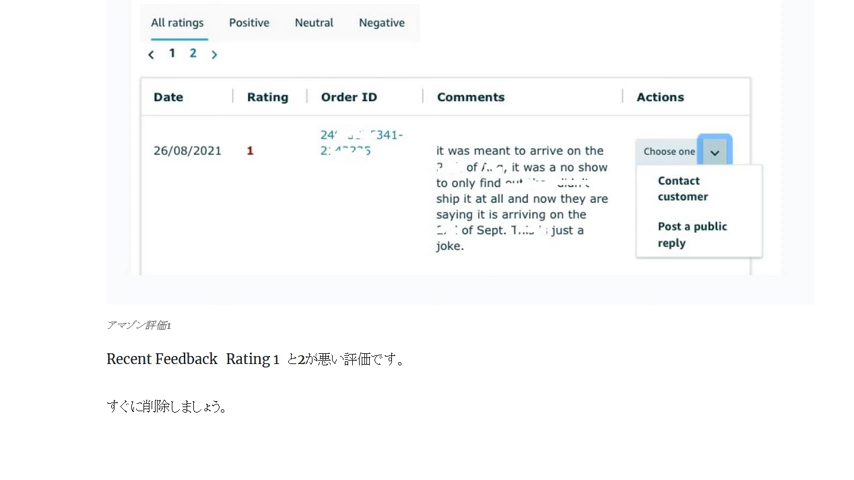 All ratings Positive Neutral Negative
1 2
Date Rating Order ID Comments Actions
341-
26/08/2021 1
it was meant to arrive on the
of it was a no show
to only find
ship it at all and now they are
saying it is arriving on the
of Sept. just a
joke.
Choose one
Contact
customer
Post a public
reply
アマゾン評価1
Recent Feedback Rating 1 と2が悪い評価です。
すぐに削除しましょう。